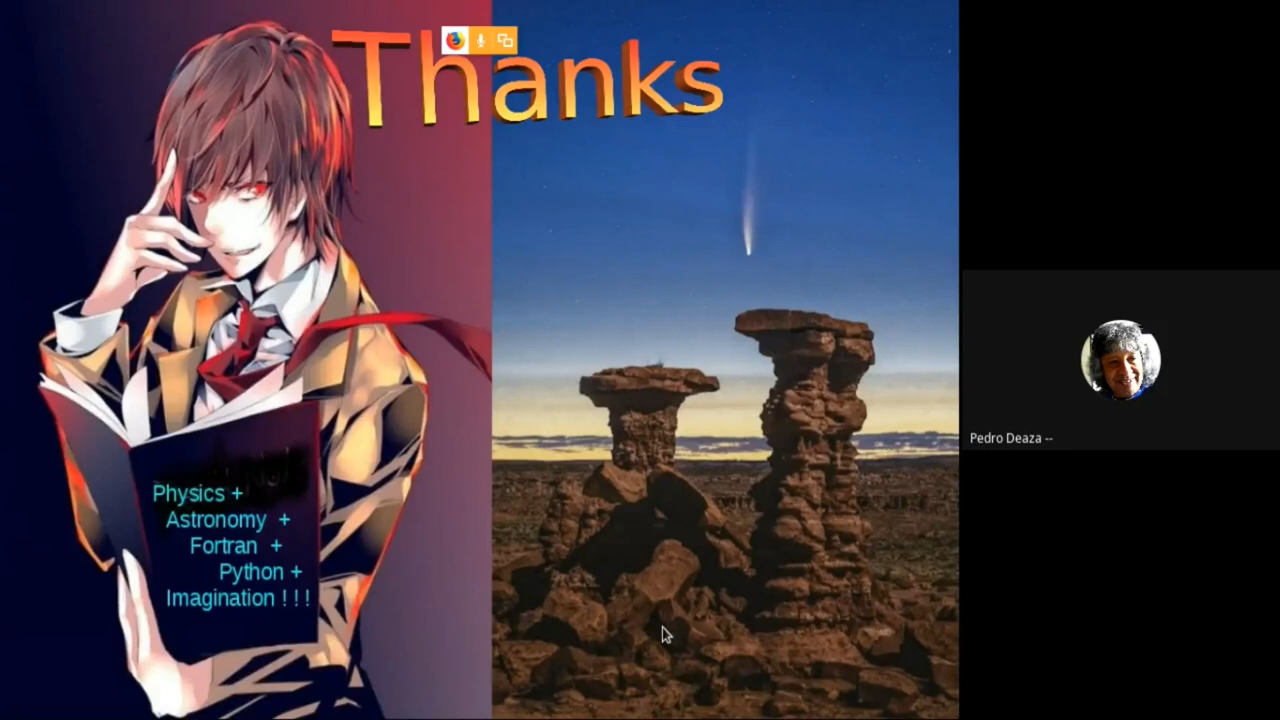 Thanks
Physics +
Astronomy +
Fortran +
Python +
Imagination ! ! !
Pedro Deaza --